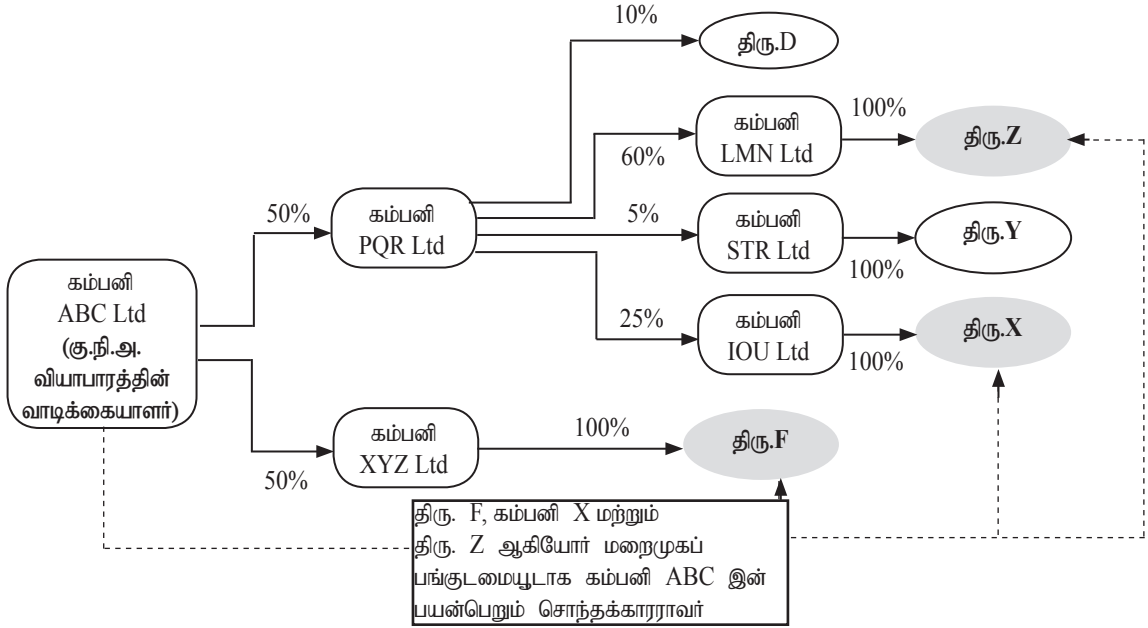 10%
திரு.D
கம்பனி
LMN Ltd
100%
திரு.Z
60%
50%
கம்பனி
PQR Ltd
5%
கம்பனி
STR Ltd
திரு.Y
100%
கம்பனி
ABC Ltd
(கு.நி.அ.
வியாபாரத்தின்
வாடிக்கையாளர்)
25%
கம்பனி
IOU Ltd
திரு.X
100%
கம்பனி
XYZ Ltd
100%
திரு.F
50%
திரு. F, கம்பனி X மற்றும்
திரு. Z ஆகியோர் மறைமுகப்
பங்குடமையூடாக கம்பனி ABC இன்
பயன்பெறும் சொந்தக்காரராவர்